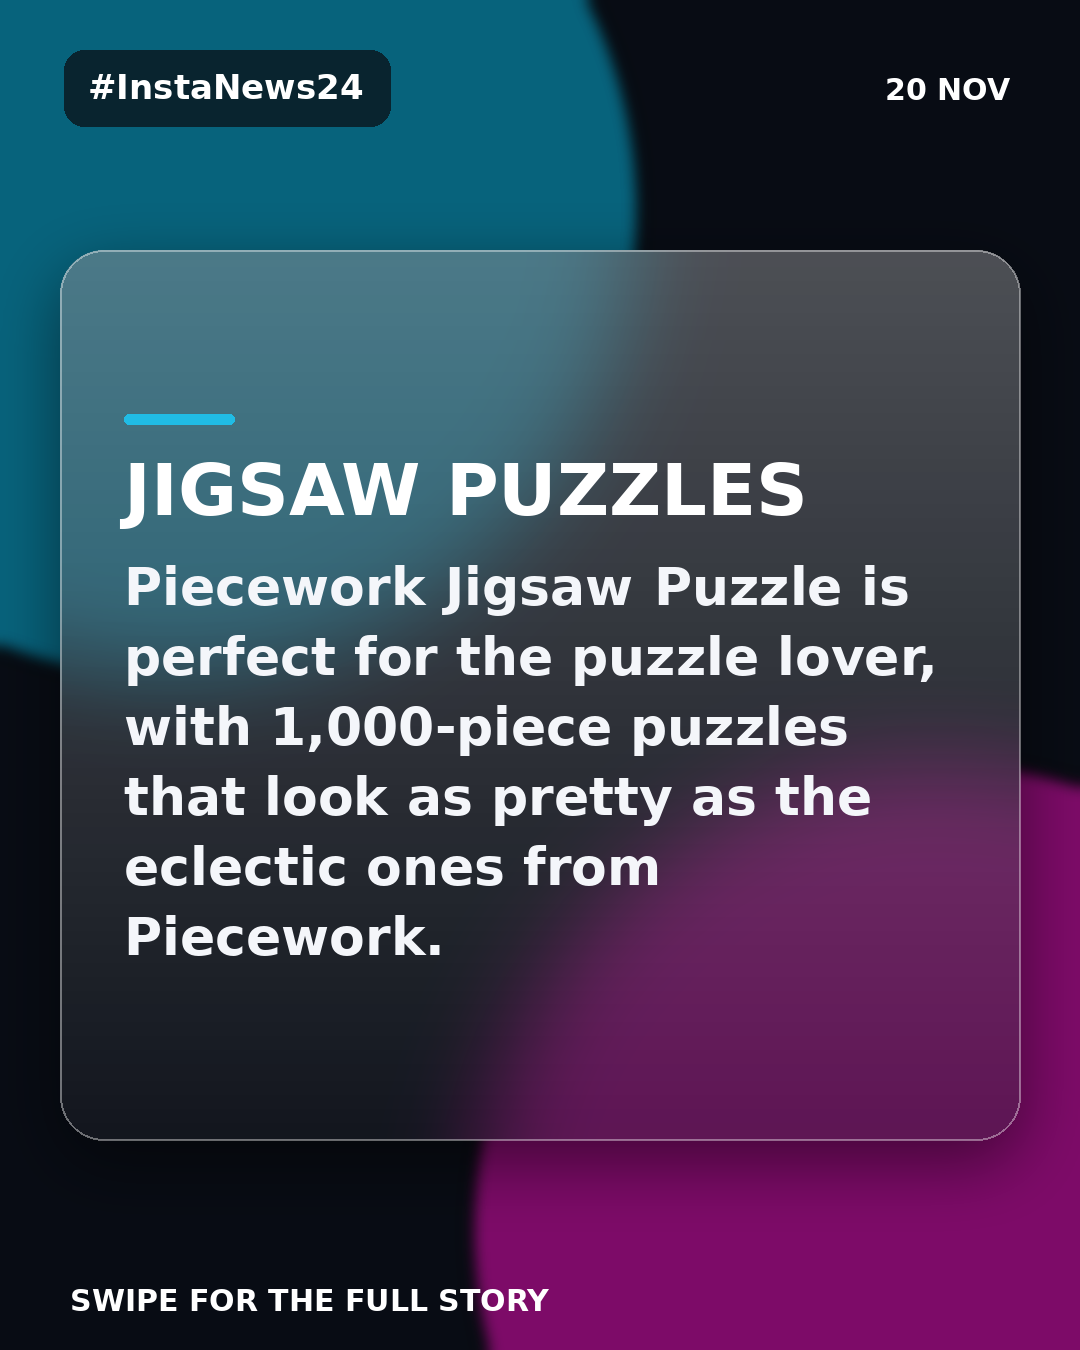 #InstaNews24
20 NOV
JIGSAW PUZZLES
Piecework Jigsaw Puzzle is
perfect for the puzzle lover,
with 1,000-piece puzzles
that look as pretty as the
eclectic ones from
Piecework.
SWIPE FOR THE FULL STORY